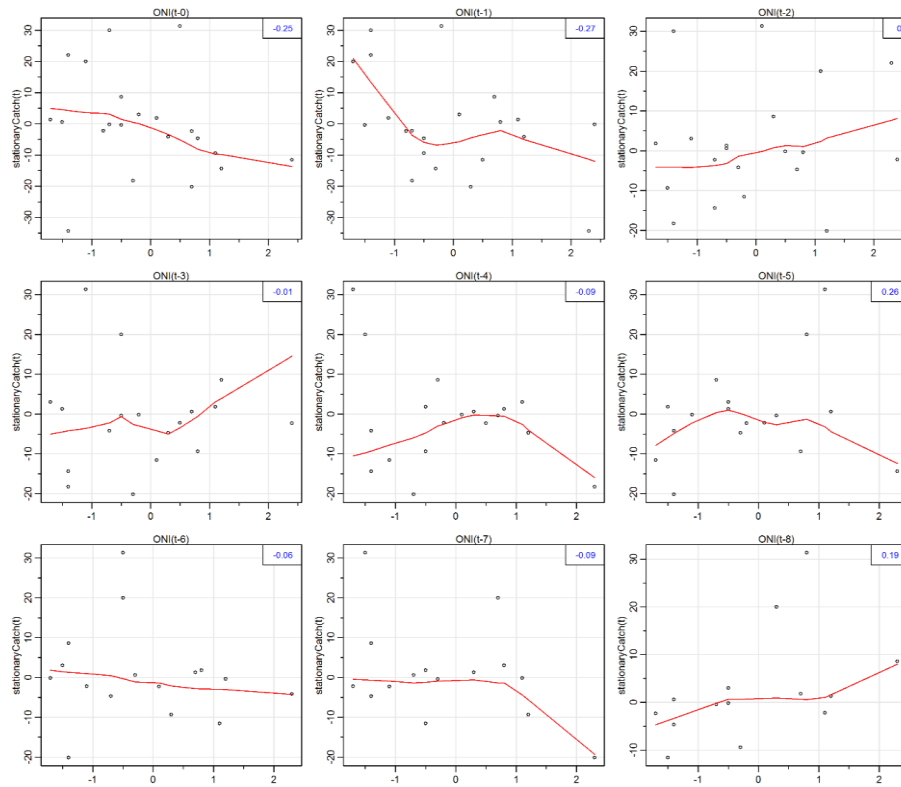 ONI(t-0) ONI(t-1) ONI(t-2)
-0.25 -0.27 0
stationaryCatch(t) stationaryCatch(t) stationaryCatch(t)
30 20 10 0 -10 -20 -30
30 20 10 0 -10 -20 -30
30 20 10 0 -10 -20
-1 0 1 2 -1 0 1 2 -1 0 1 2
ONI(t-3) ONI(t-4) ONI(t-5)
-0.01 -0.09 0.26
stationaryCatch(t) stationaryCatch(t) stationaryCatch(t)
30 20 10 0 -10 -20
30 20 10 0 -10 -20
30 20 10 0 -10 -20
-1 0 1 2 -1 0 1 2 -1 0 1 2
ONI(t-6) ONI(t-7) ONI(t-8)
-0.06 -0.09 0.19
stationaryCatch(t) stationaryCatch(t) stationaryCatch(t)
30 20 10 0 -10 -20
30 20 10 0 -10 -20
30 20 10 0 -10
-1 0 1 2 -1 0 1 2 -1 0 1 2